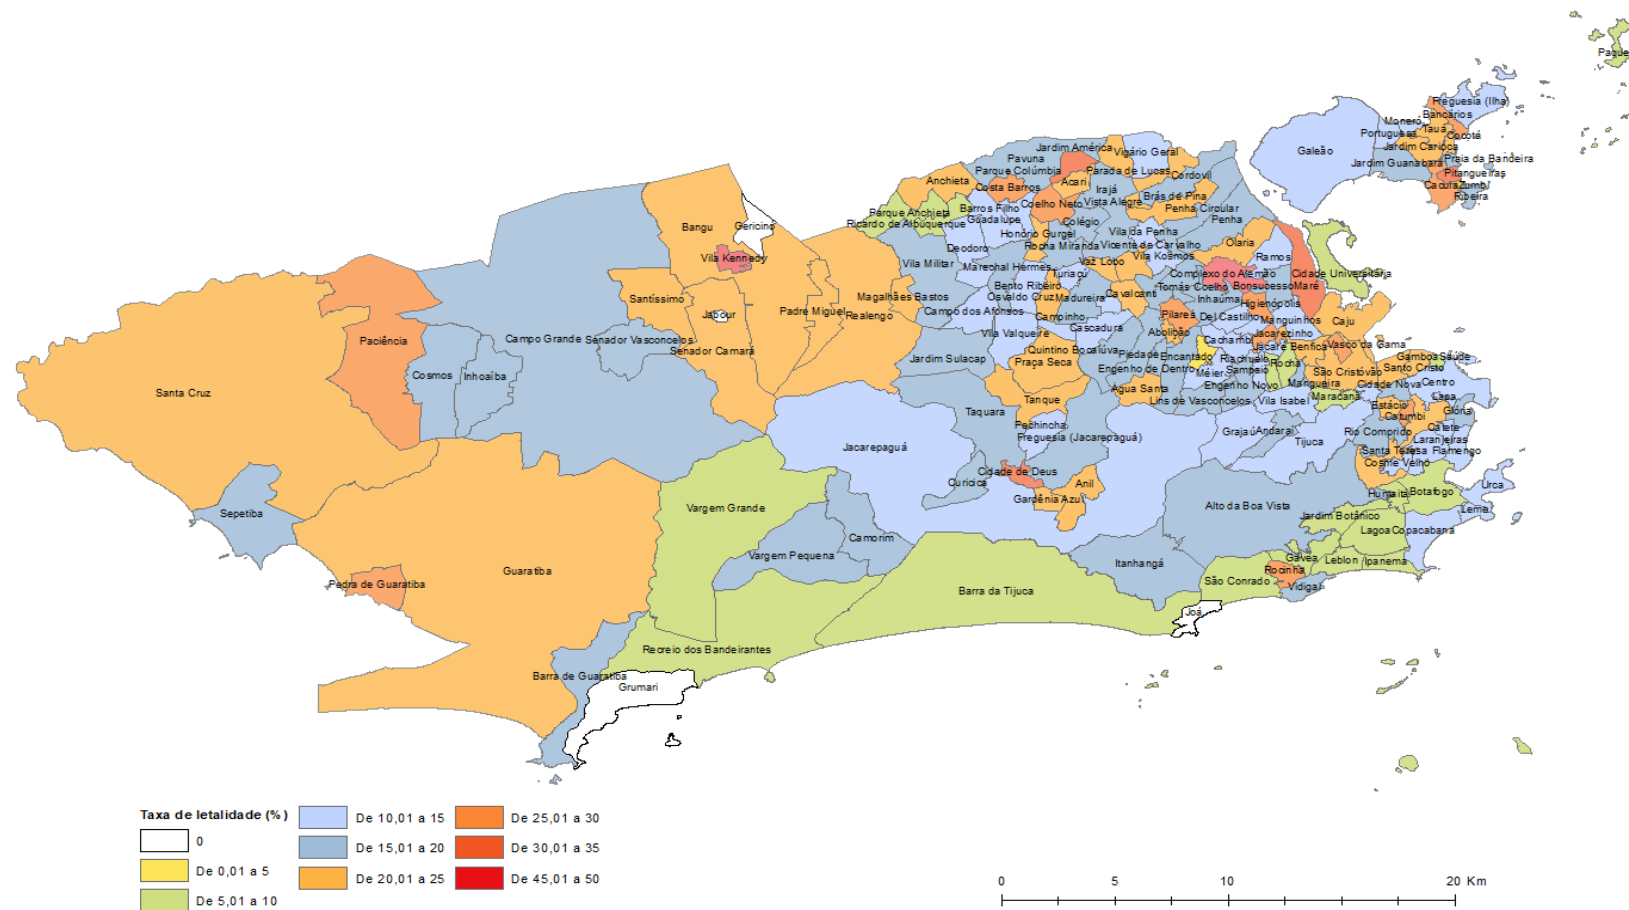 Paque
Freguesia (Ilha)
Bancários
Moneró
Tauá
Portuguesa
Cocotá
Galeão
Jardim Carioca
Jardim Guanabara
Praia da Bandeira
Pitangueiras
Ribeira
Jardim América
Vigário Geral
Pavuna
Parque Colúmbia
Parada de Lucas
Cordovil
Anchieta
Costa Barros
Acari
Irajá
Brás de Pina
Coelho Neto
Vista Alegre
Parque Anchieta
Barros Filho
Penha Circular
Ricardo de Albuquerque
Guadalupe
Colégio
Penha
Bangu
Gericinó
Honório Gurgel
Vila da Penha
Deodoro
Rocha Miranda
Vicente de Carvalho
Olaria
Vila Kennedy
Vila Militar
Marechal Hermes
Vaz Lobo
Vila Kosmos
Ramos
Turiaçú
Complexo do Alemão
Cidade Universitária
Bento Ribeiro
Tomás Coelho
Bonsucesso
Maré
Santíssimo
Magalhães Bastos
Osvaldo Cruz
Madureira
Cavalcanti
Inhaúma
Higienópolis
Jabour
Padre Miguel
Realengo
Campo dos Afonsos
Campinho
Pilares
Del Castilho
Manguinhos
Caju
Paciência
Campo Grande
Senador Vasconcelos
Vila Valqueire
Cascadura
Abolição
Cachambi
Jacarezinho
Senador Camará
Quintino Bocaiúva
Piedade
Encantado
Jacaré
Benfica
Vasco da Gama
Cosmos
Inhoaíba
Jardim Sulacap
Praça Seca
Engenho de Dentro
Méier
Riachuelo
Sampaio
Rocha
São Cristóvão
Gamboa
Saúde
Santo Cristo
Santa Cruz
Tanque
Água Santa
Lins de Vasconcelos
Engenho Novo
Vila Isabel
Mangueira
Maracanã
Cidade Nova
Centro
Lapa
Taquara
Pechincha
Estácio
Catumbi
Glória
Jacarepaguá
Freguesia (Jacarepaguá)
Grajaú
Andaraí
Tijuca
Rio Comprido
Catete
Laranjeiras
Santa Teresa
Flamengo
Cidade de Deus
Cosme Velho
Curicica
Anil
Urca
Gardênia Azul
Humaitá
Botafogo
Sepetiba
Vargem Grande
Alto da Boa Vista
Leme
Jardim Botânico
Camorim
Lagoa
Copacabana
Vargem Pequena
Itanhangá
Gávea
Leblon
Ipanema
Guaratiba
Rocinha
Pedra de Guaratiba
São Conrado
Vidigal
Barra da Tijuca
Joá
Recreio dos Bandeirantes
Barra de Guaratiba
Grumari
Taxa de letalidade (%)
0
De 0,01 a 5
De 5,01 a 10
De 10,01 a 15
De 15,01 a 20
De 20,01 a 25
De 25,01 a 30
De 30,01 a 35
De 45,01 a 50
0 5 10 20 Km